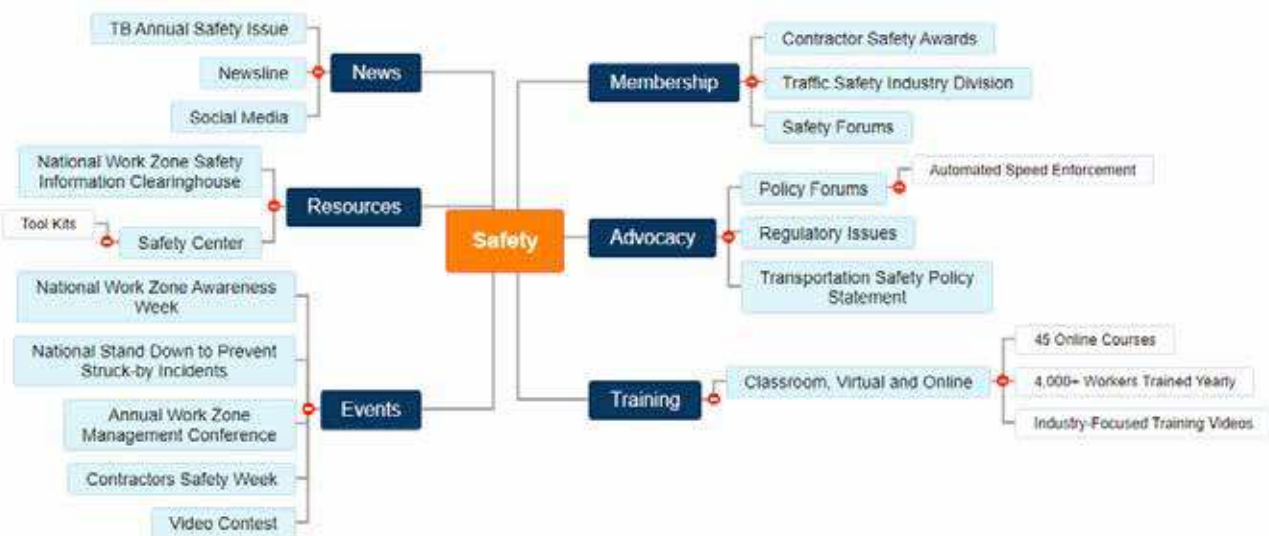 TB Annual Safety Issue
Newsline
Social Media
News
National Work Zone Safety
Information Clearinghouse
Tool Kits
Safety Center
Resources
National Work Zone Awareness
Week
National Stand Down to Prevent
Struck-by Incidents
Annual Work Zone
Management Conference
Contractors Safety Week
Video Contest
Events
Safety
Membership
Contractor Safety Awards
Traffic Safety Industry Division
Safety Forums
Advocacy
Policy Forums
Automated Speed Enforcement
Regulatory Issues
Transportation Safety Policy
Statement
Training
Classroom, Virtual and Online
45 Online Courses
4,000+ Workers Trained Yearly
Industry-Focused Training Videos